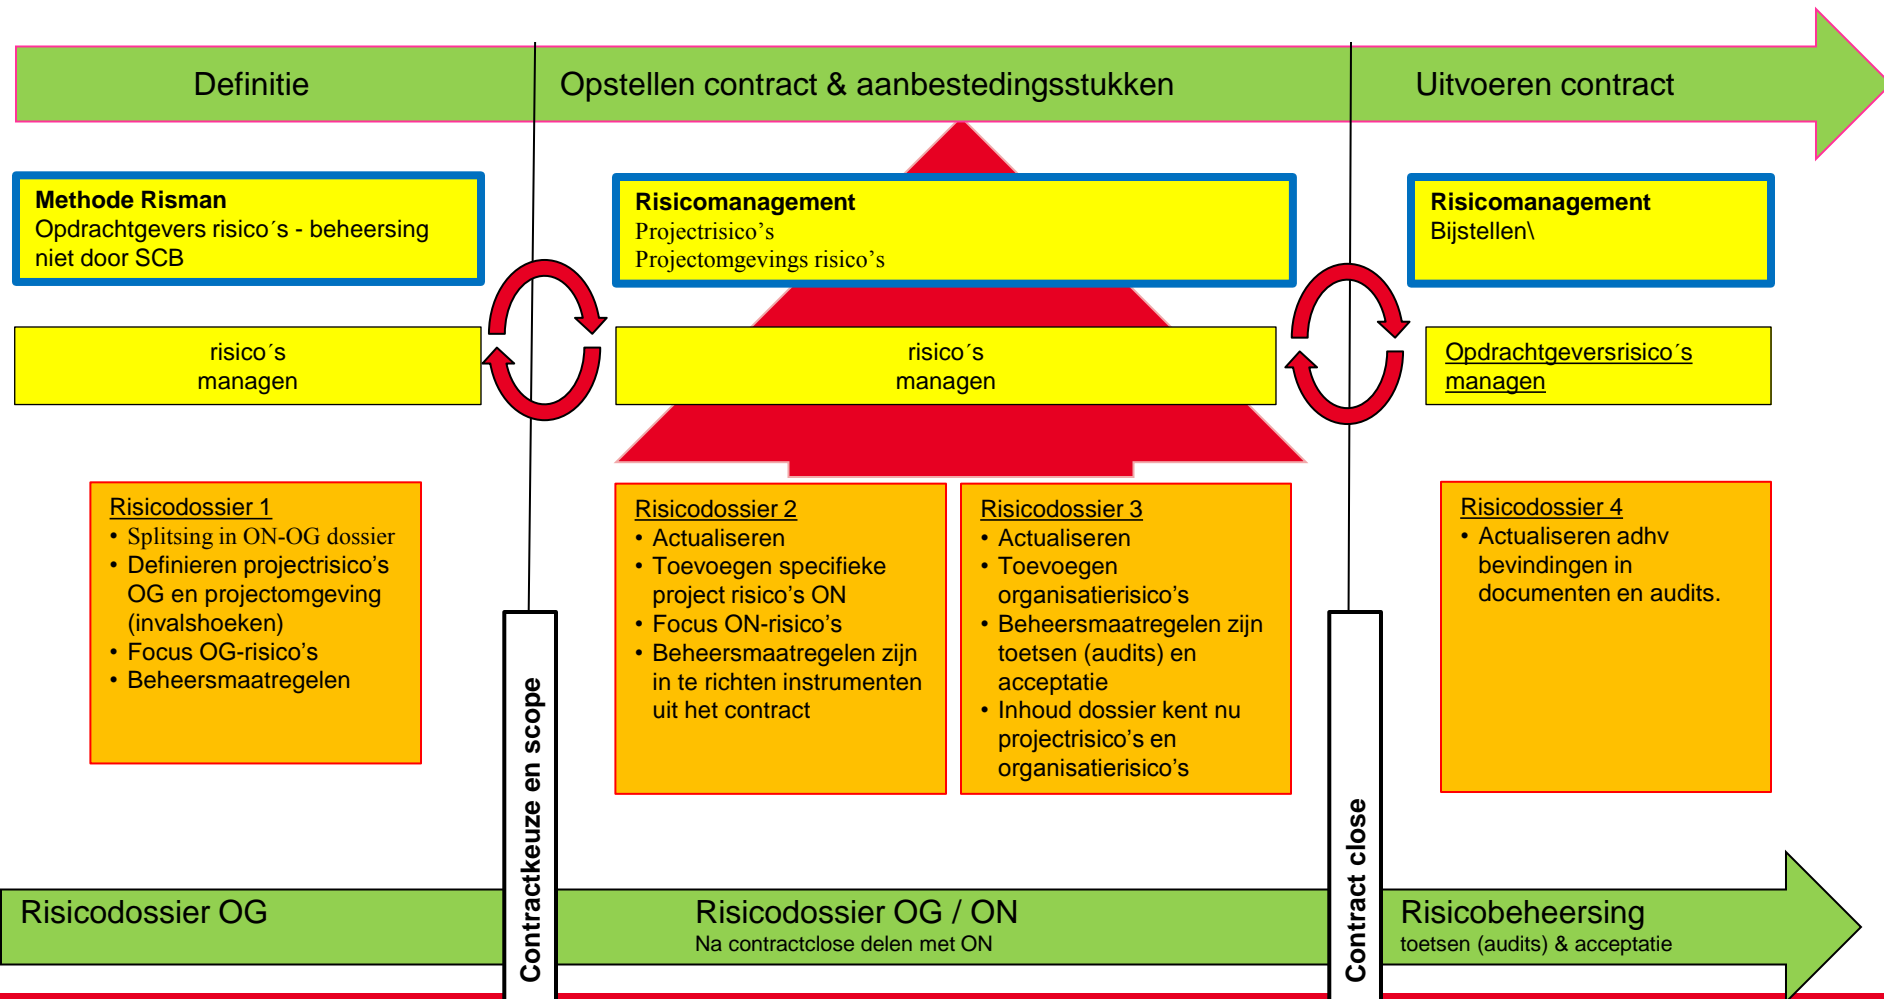 Definitie
Opstellen contract & aanbestedingsstukken
Uitvoeren contract
Methode Risman
Opdrachtgevers risico´s - beheersing
niet door SCB
Risicomanagement
Projectrisico’s
Projectomgevings risico’s
Risicomanagement
Bijstellen\
risico´s
managen
risico´s
managen
Opdrachtgeversrisico´s
managen
Risicodossier 1
• Splitsing in ON-OG dossier
• Definieren projectrisico’s
OG en projectomgeving
(invalshoeken)
• Focus OG-risico’s
• Beheersmaatregelen
Risicodossier 2
• Actualiseren
• Toevoegen specifieke
project risico’s ON
• Focus ON-risico’s
• Beheersmaatregelen zijn
in te richten instrumenten
uit het contract
Risicodossier 3
• Actualiseren
• Toevoegen
organisatierisico’s
• Beheersmaatregelen zijn
toetsen (audits) en
acceptatie
• Inhoud dossier kent nu
projectrisico’s en
organisatierisico’s
Risicodossier 4
• Actualiseren adhv
bevindingen in
documenten en audits.
Contractkeuze en scope
Contract close
Risicodossier OG
Risicodossier OG / ON
Na contractclose delen met ON
Risicobeheersing
toetsen (audits) & acceptatie